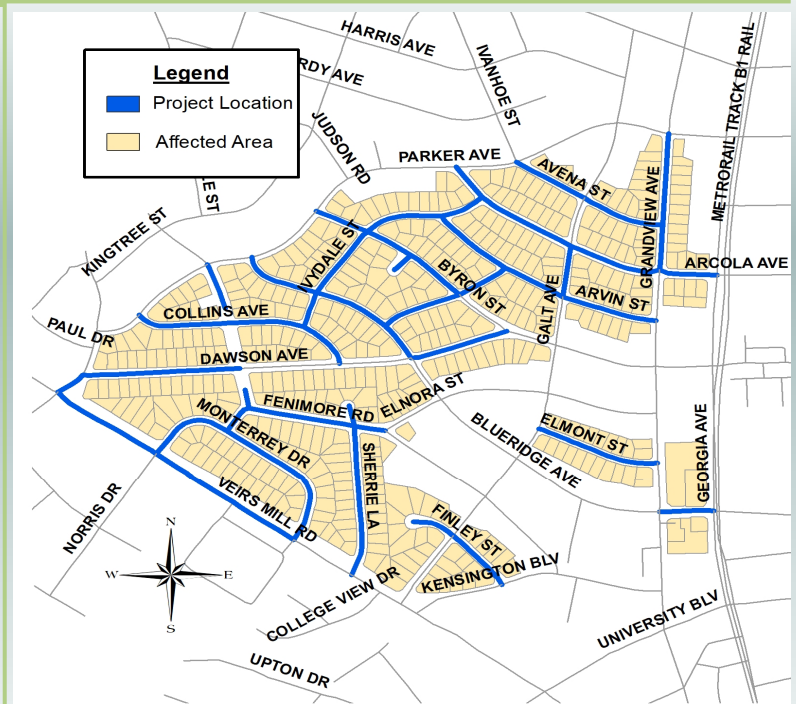 HARRIS AVE
RDY AVE
IVANHOE ST
METRORAIL TRACK B1 RAIL
Legend
Project Location
Affected Area
JUDSON RD
PARKER AVE
AVENA ST
GRANDVIEW AVE
LE ST
KINGTREE ST
IVYDALE ST
ARCOLA AVE
BYRON ST
GALT AVE
ARVIN ST
COLLINS AVE
PAUL DR
DAWSON AVE
ELNORA ST
FENIMORE RD
MONTERREY DR
BLUERIDGE AVE
ELMONT ST
GEORGIA AVE
SHERRIE LA
VEIRS MILL RD
NORRIS DR
FINLEY ST
N
W
E
S
KENSINGTON BLV
COLLEGE VIEW DR
UNIVERSITY BLV
UPTON DR